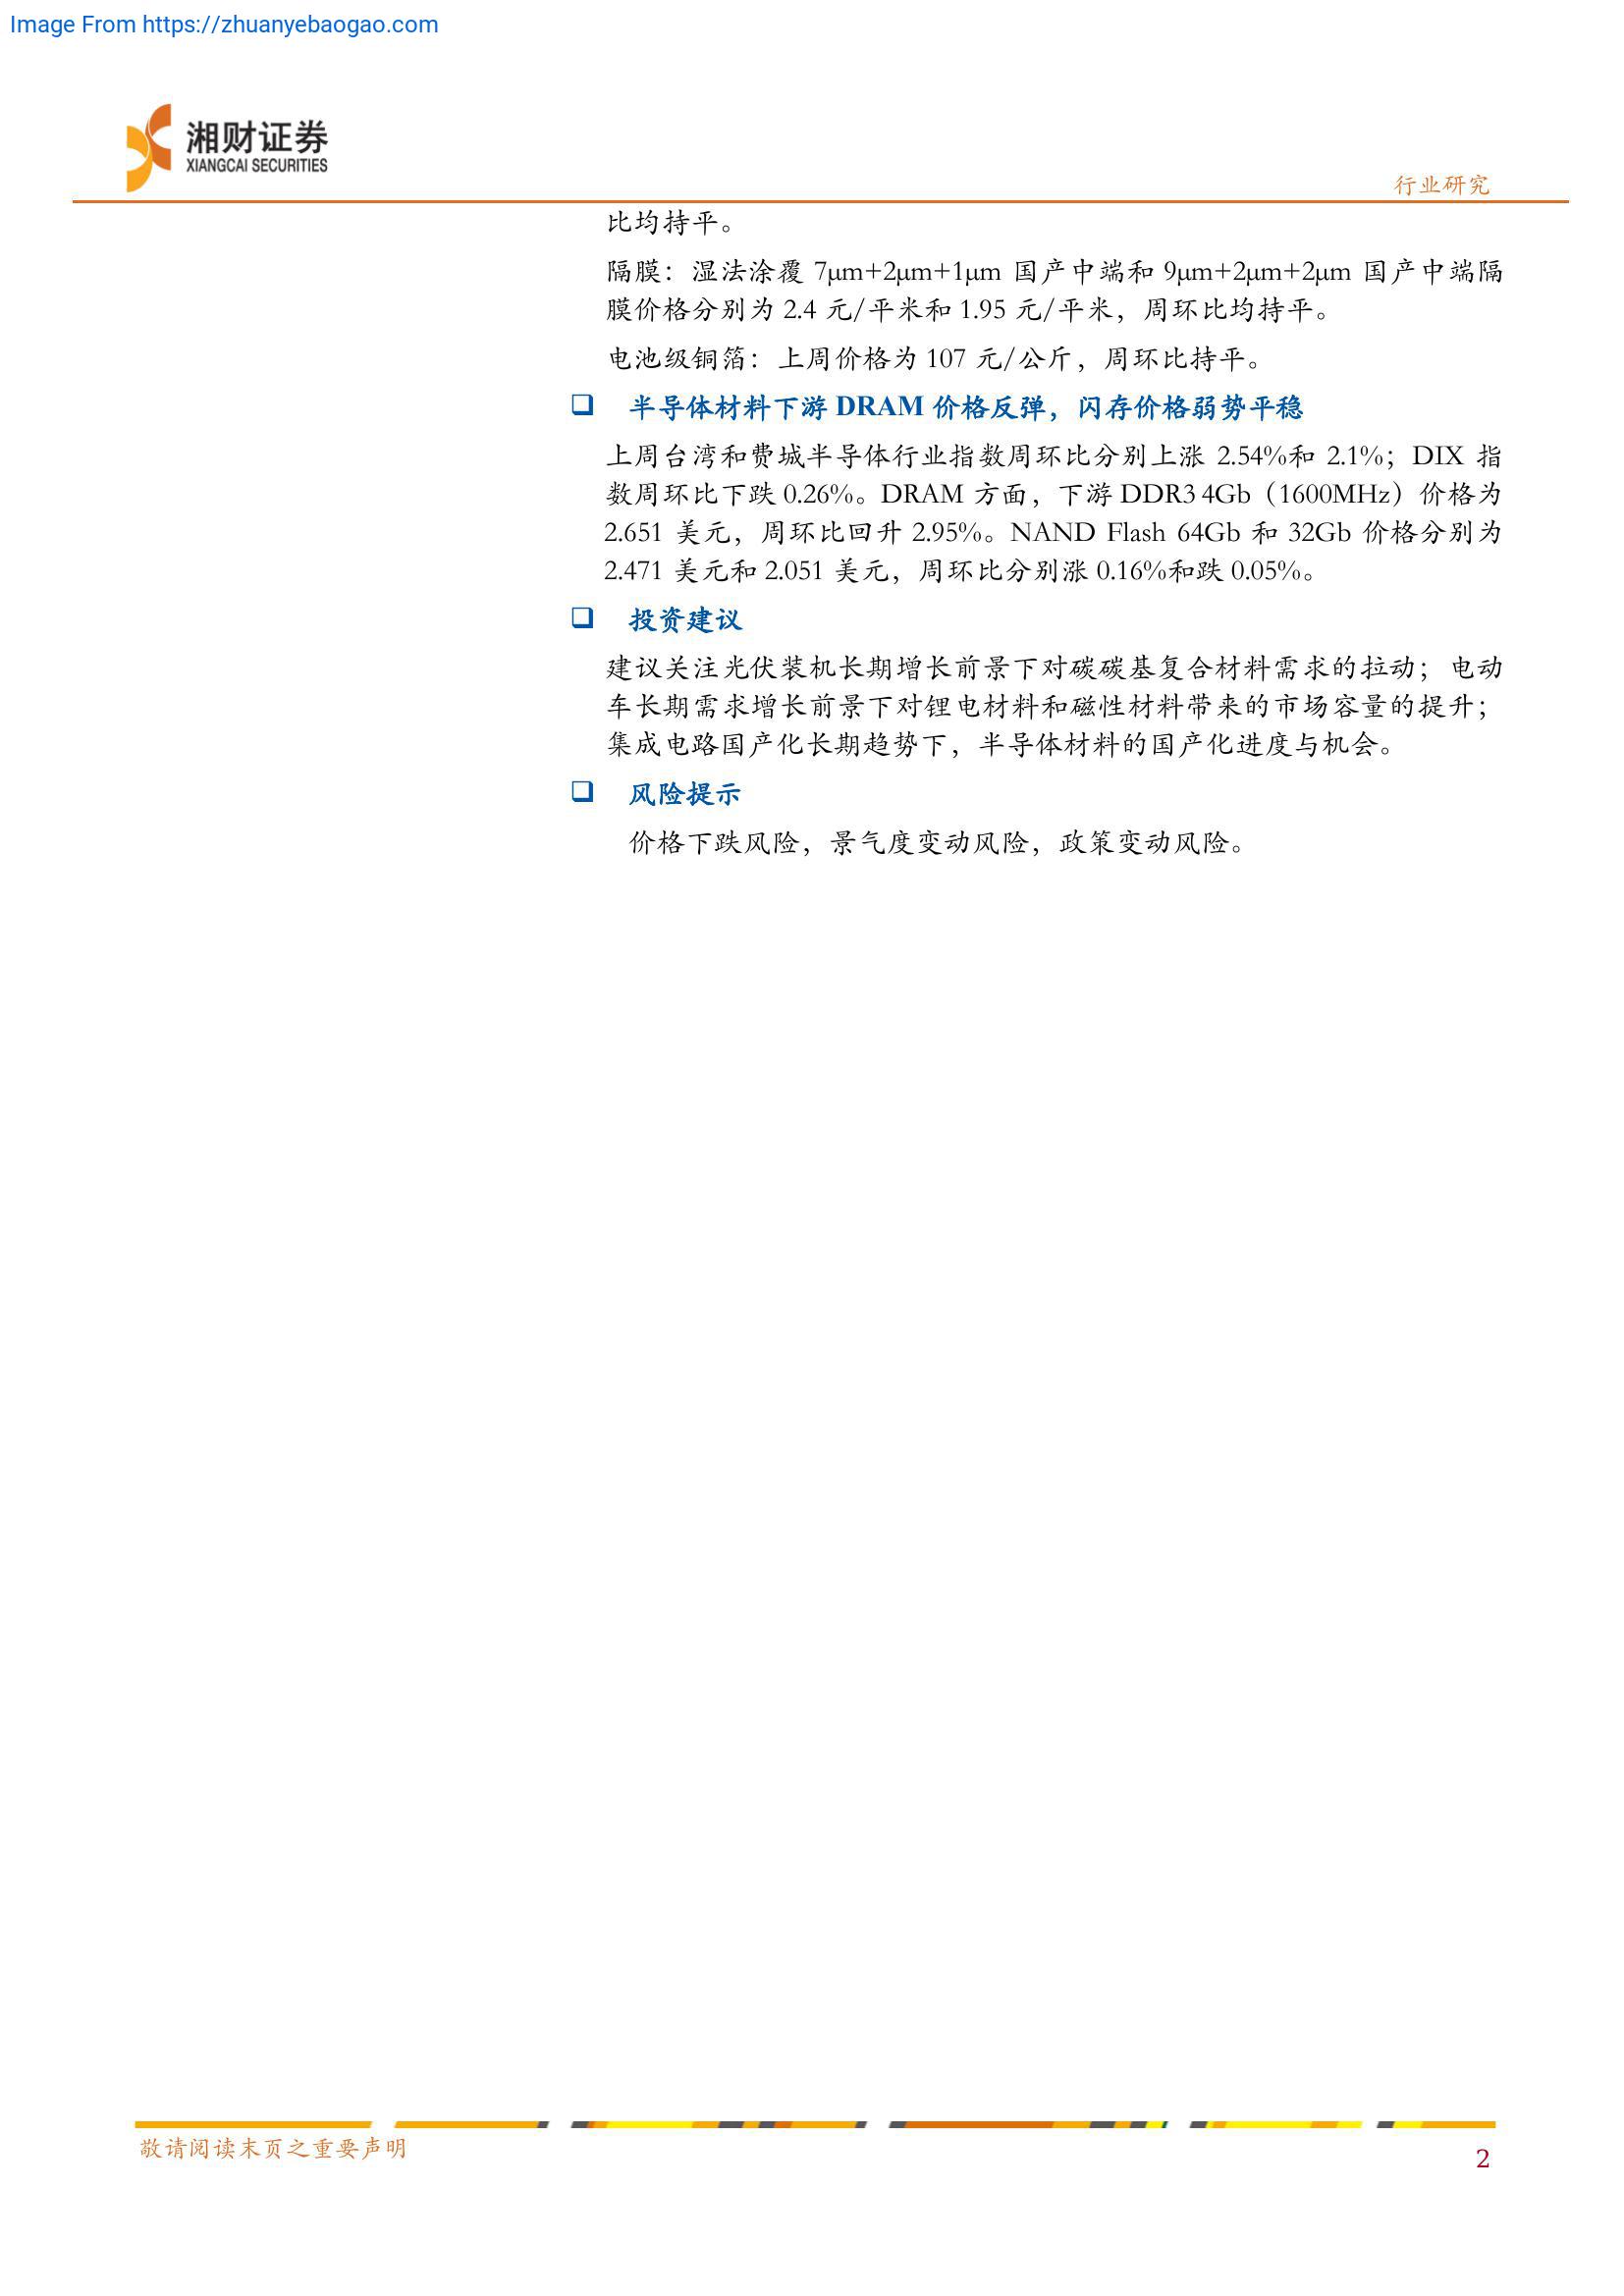 Image From https://zhuanyebaogao.com
湘财证券
XIANGCAI SECURITIES
行业研究
比均持平。
隔膜：湿法涂覆 7μm+2μm+1μm 国产中端和 9μm+2μm+2μm 国产中端隔
膜价格分别为 2.4 元/平米和 1.95 元/平米，周环比均持平。
电池级铜箔：上周价格为 107 元/公斤，周环比持平。
❑ 半导体材料下游 DRAM 价格反弹，闪存价格弱势平稳
上周台湾和费城半导体行业指数周环比分别上涨 2.54%和 2.1%；DIX 指
数周环比下跌 0.26%。DRAM 方面，下游 DDR3 4Gb（1600MHz）价格为
2.651 美元，周环比回升 2.95%。NAND Flash 64Gb 和 32Gb 价格分别为
2.471 美元和 2.051 美元，周环比分别涨 0.16%和跌 0.05%。
❑ 投资建议
建议关注光伏装机长期增长前景下对碳碳基复合材料需求的拉动；电动
车长期需求增长前景下对锂电材料和磁性材料带来的市场容量的提升；
集成电路国产化长期趋势下，半导体材料的国产化进度与机会。
❑ 风险提示
价格下跌风险，景气度变动风险，政策变动风险。
敬请阅读末页之重要声明
2